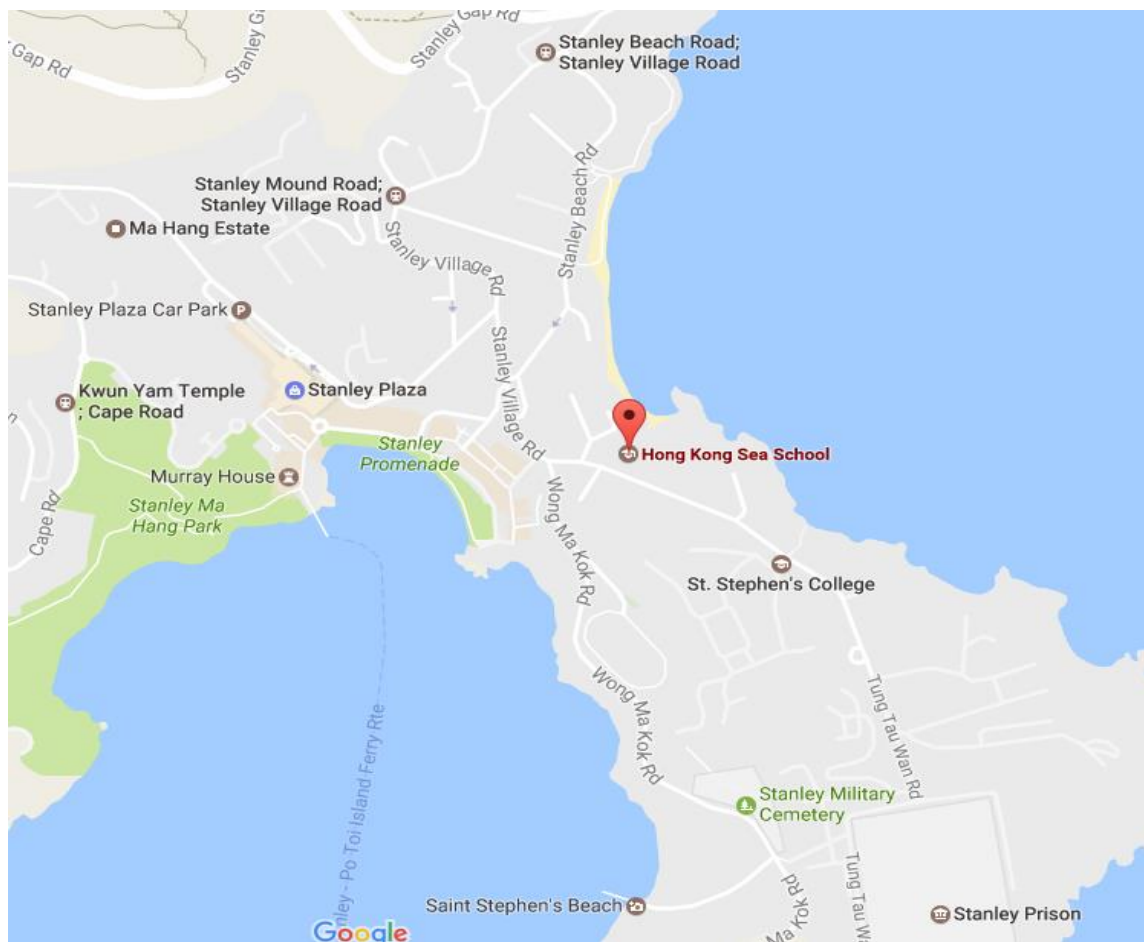 Stanley Gap Rd
Stanley Ga
Gap Rd
Stanley Beach Road;
Stanley Village Road
Stanley Mound Road;
Stanley Village Road
Stanley Beach Rd
Ma Hang Estate
Stanley Village Rd
Stanley Plaza Car Park
P
Stanley Village Rd
Kwun Yam Temple
; Cape Road
Stanley Plaza
Stanley
Promenade
Hong Kong Sea School
Murray House
Stanley Ma
Hang Park
Cape Rd
Wong Ma Kok Rd
St. Stephen's College
Wong Ma Kok Rd
Tung Tau Wan Rd
Stanley Military
Cemetery
nley - Po Toi Island Ferry Rte
Tung Tau Wa
Ma Kok Rd
Saint Stephen's Beach
Stanley Prison
Google